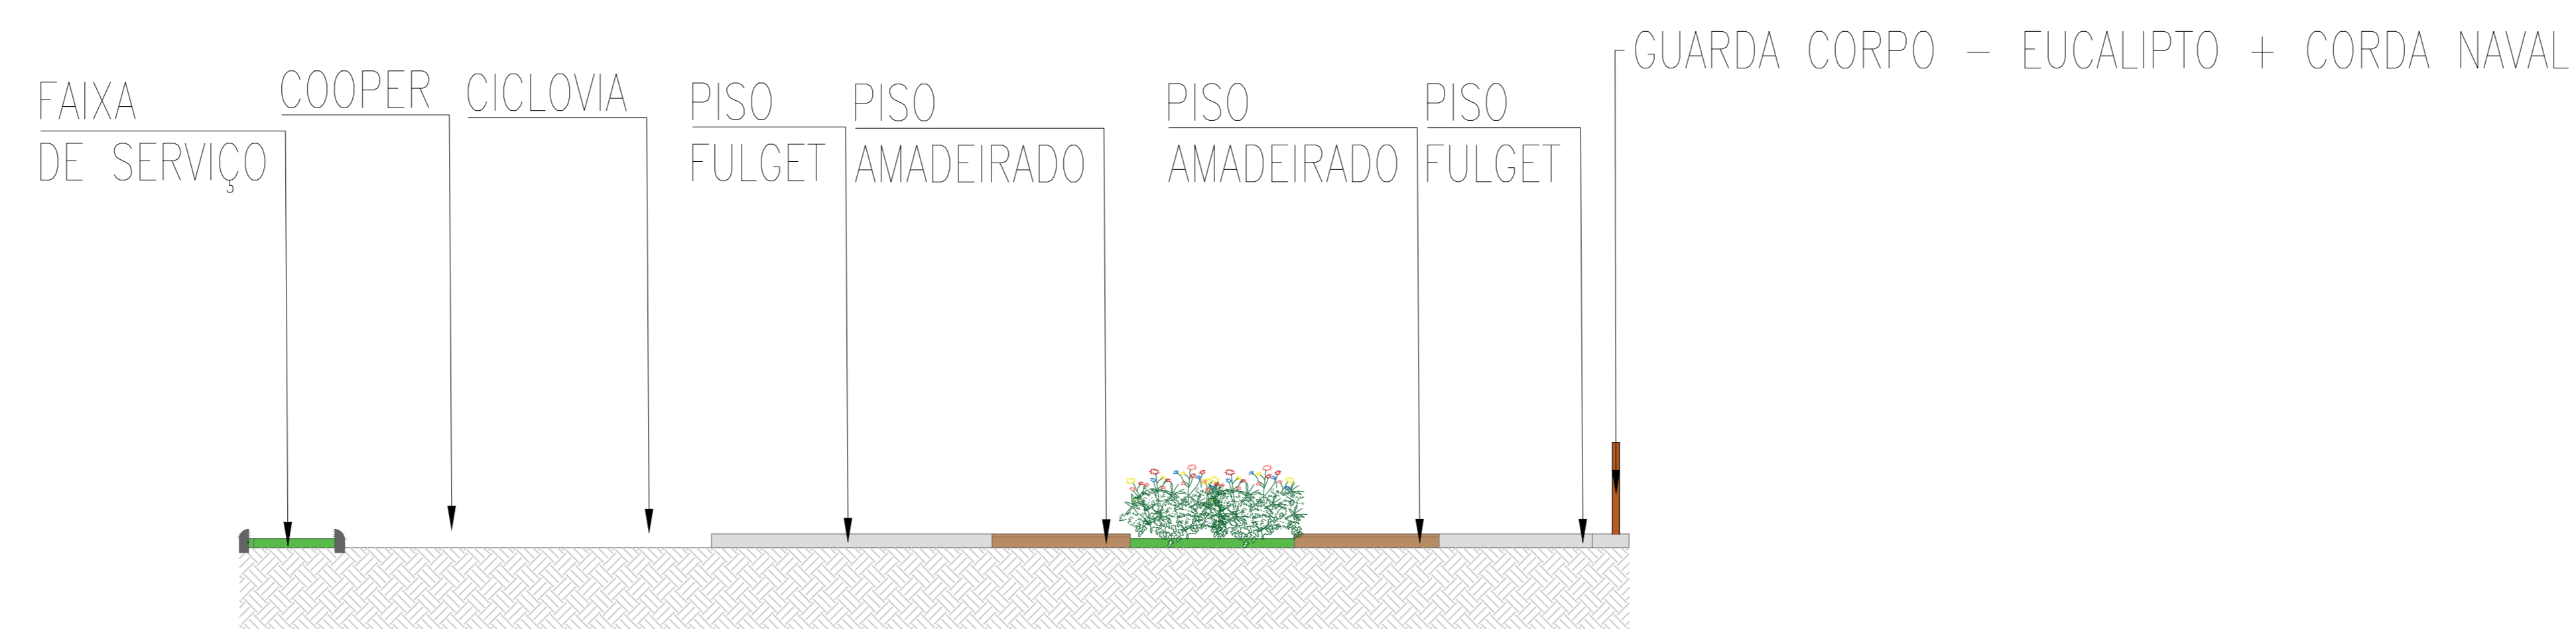 FAIXA
DE SERVIÇO
COOPER
CICLOVIA
PISO
FULGET
PISO
AMADEIRADO
PISO
AMADEIRADO
PISO
FULGET
GUARDA CORPO - EUCALIPTO + CORDA NAVAL